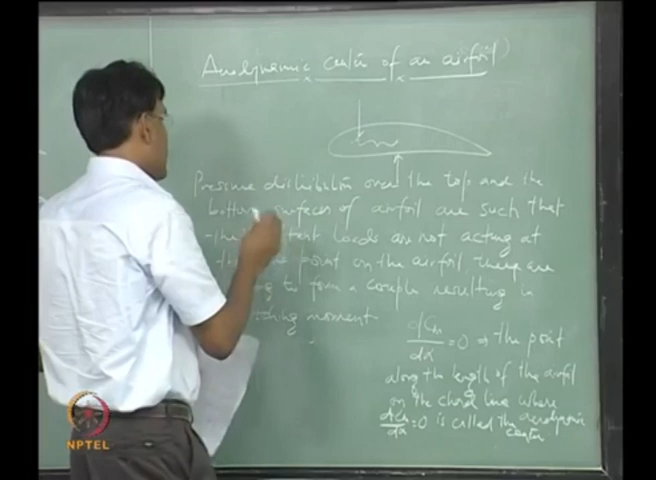 Aerodynamic center of an airfoil
Pressure distribution over the top and the
bottom surfaces of airfoil are such that
the loads are not acting at
point on the airfoil There are
to form a couple resulting in
moment
dCm/dα = 0 → the point
along the length of the airfoil
on the chord line where
dCm/dα = 0 is called the aerodynamic
center
NPTEL